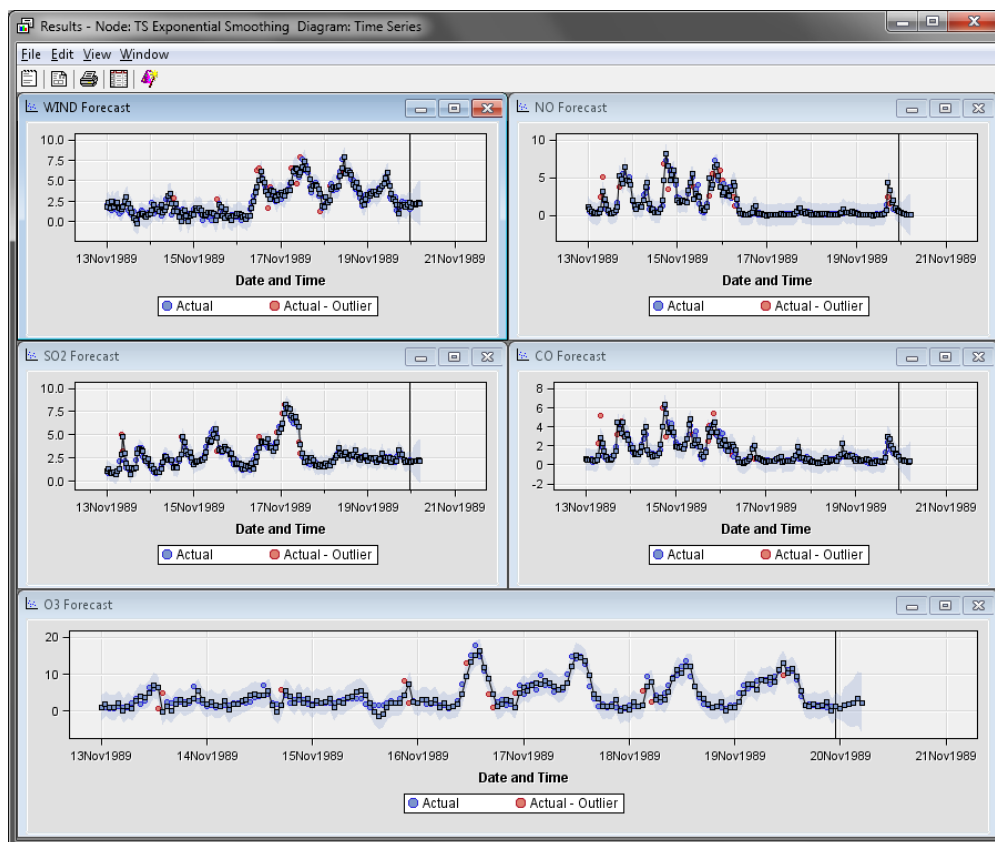 Results - Node: TS Exponential Smoothing Diagram: Time Series
File Edit View Window
WIND Forecast
10.0
7.5
5.0
2.5
0.0
13Nov1989 15Nov1989 17Nov1989 19Nov1989 21Nov1989
Date and Time
Actual Actual - Outlier
NO Forecast
10
5
0
13Nov1989 15Nov1989 17Nov1989 19Nov1989 21Nov1989
Date and Time
Actual Actual - Outlier
SO2 Forecast
10.0
7.5
5.0
2.5
0.0
13Nov1989 15Nov1989 17Nov1989 19Nov1989 21Nov1989
Date and Time
Actual Actual - Outlier
CO Forecast
8
6
4
2
0
-2
13Nov1989 15Nov1989 17Nov1989 19Nov1989 21Nov1989
Date and Time
Actual Actual - Outlier
O3 Forecast
20
10
0
13Nov1989 14Nov1989 15Nov1989 16Nov1989 17Nov1989 18Nov1989 19Nov1989 20Nov1989 21Nov1989
Date and Time
Actual Actual - Outlier